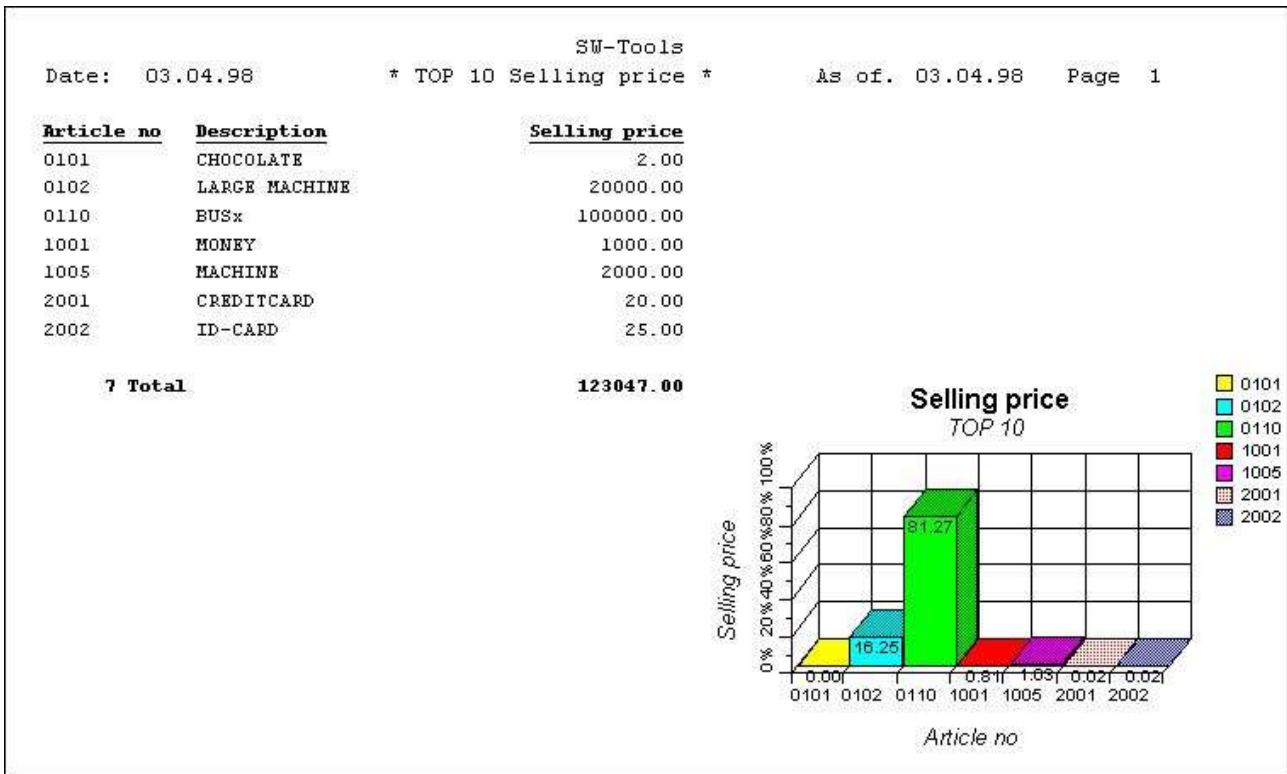 SW-Tools
Date: 03.04.98 * TOP 10 Selling price * As of. 03.04.98 Page 1
Article no Description Selling price
0101 CHOCOLATE 2.00
0102 LARGE MACHINE 20000.00
0110 BUSx 100000.00
1001 MONEY 1000.00
1005 MACHINE 2000.00
2001 CREDITCARD 20.00
2002 ID-CARD 25.00
7 Total 123047.00
Selling price
TOP 10
0101
0102
0110
1001
1005
2001
2002
Selling price
100%
80%
60%
40%
20%
0%
81.27
16.25
0.00 0.81 1.63 0.02 0.02
0101 0102 0110 1001 1005 2001 2002
Article no